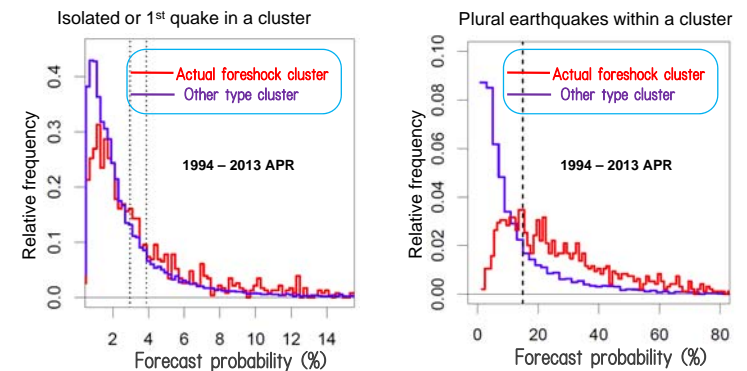 Isolated or 1st quake in a cluster
Relative frequency
0.4
0.3
0.2
0.1
0.0
Actual foreshock cluster
Other type cluster
1994 – 2013 APR
2 4 6 8 10 12 14
Forecast probability (%)
Plural earthquakes within a cluster
Relative frequency
0.10
0.08
0.06
0.04
0.02
0.00
Actual foreshock cluster
Other type cluster
1994 – 2013 APR
0 20 40 60 80
Forecast probability (%)